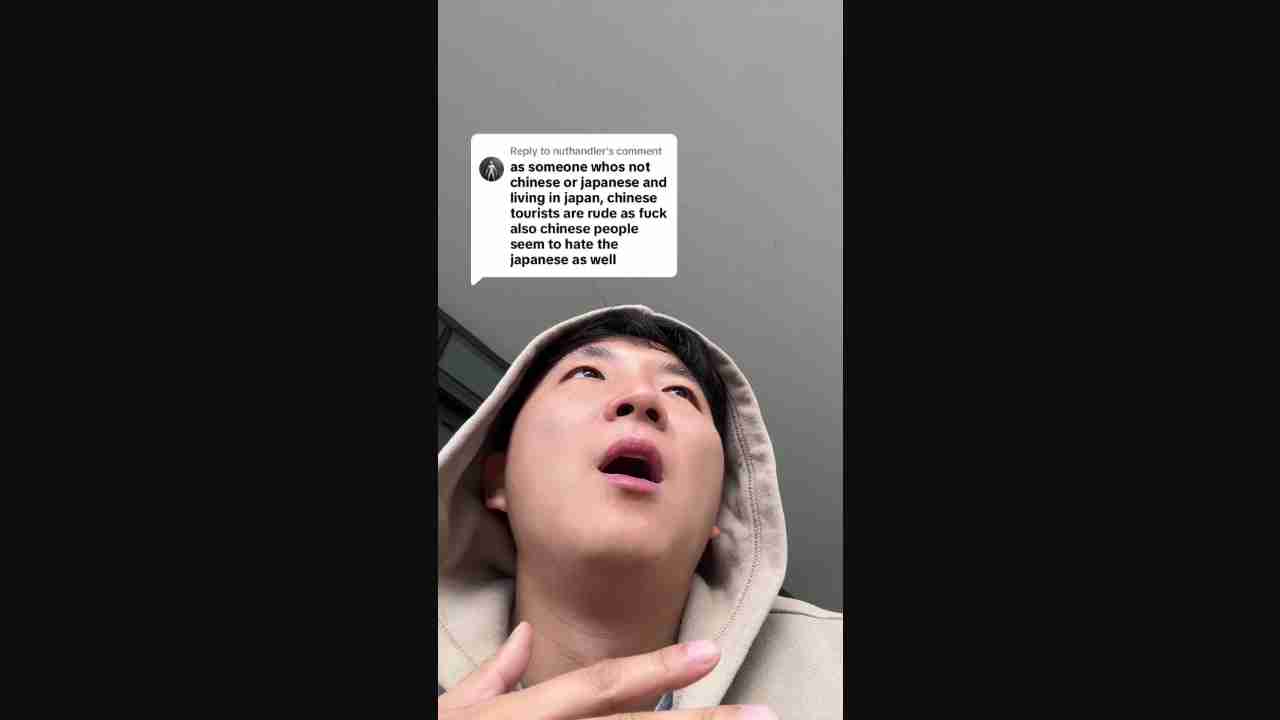 Reply to nuthandler's comment
as someone whos not
chinese or japanese and
living in japan, chinese
tourists are rude as fuck
also chinese people
seem to hate the
japanese as well